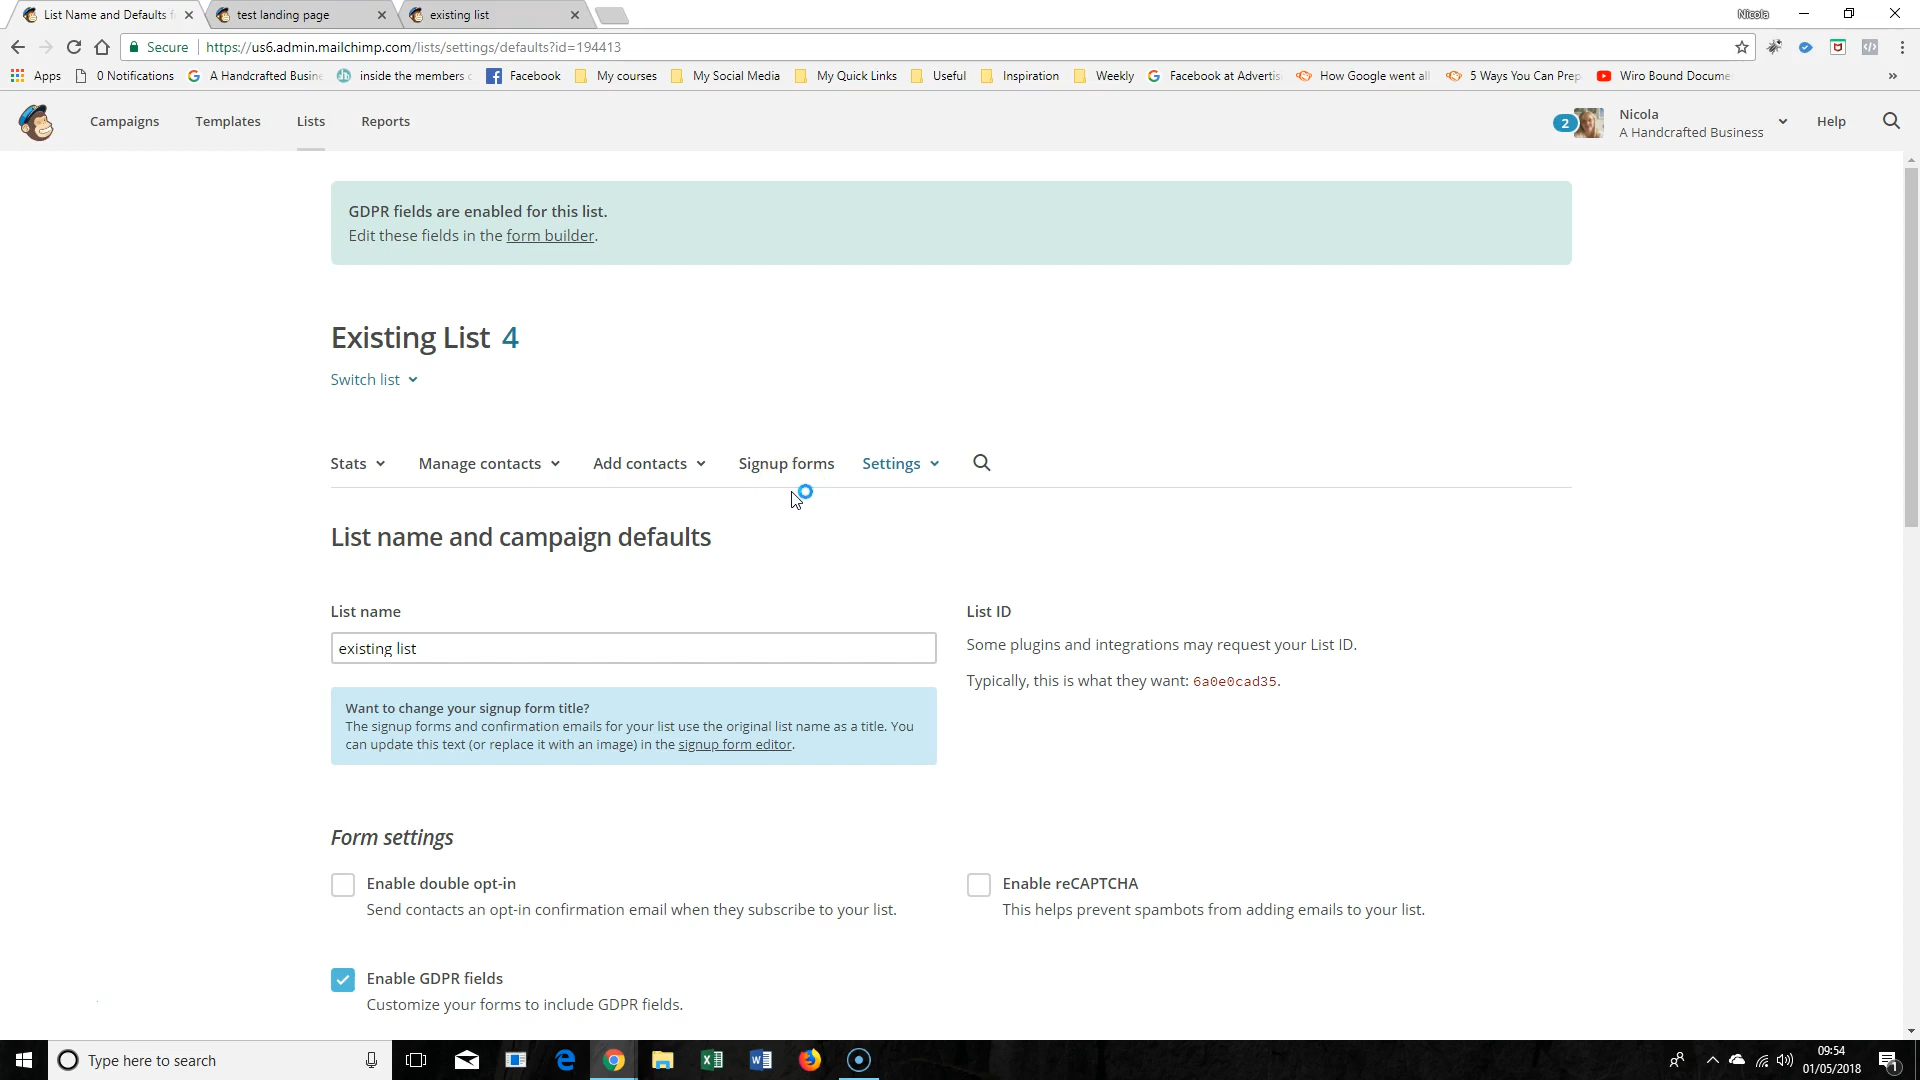 List Name and Defaults f
test landing page
existing list
Nicola
Secure
https://us6.admin.mailchimp.com/lists/settings/defaults?id=194413
Apps
0 Notifications
A Handcrafted Busine
inside the members c
Facebook
My courses
My Social Media
My Quick Links
Useful
Inspiration
Weekly
Facebook at Advertis
How Google went all
5 Ways You Can Prep
Wiro Bound Docume
»
Campaigns
Templates
Lists
Reports
2
Nicola
A Handcrafted Business
Help
GDPR fields are enabled for this list.
Edit these fields in the form builder.
Existing List 4
Switch list
Stats
Manage contacts
Add contacts
Signup forms
Settings
List name and campaign defaults
List name
existing list
List ID
Some plugins and integrations may request your List ID.
Typically, this is what they want: 6a0e0cad35.
Want to change your signup form title?
The signup forms and confirmation emails for your list use the original list name as a title. You
can update this text (or replace it with an image) in the signup form editor.
Form settings
Enable double opt-in
Send contacts an opt-in confirmation email when they subscribe to your list.
Enable reCAPTCHA
This helps prevent spambots from adding emails to your list.
Enable GDPR fields
Customize your forms to include GDPR fields.
Type here to search
09:54
01/05/2018
1